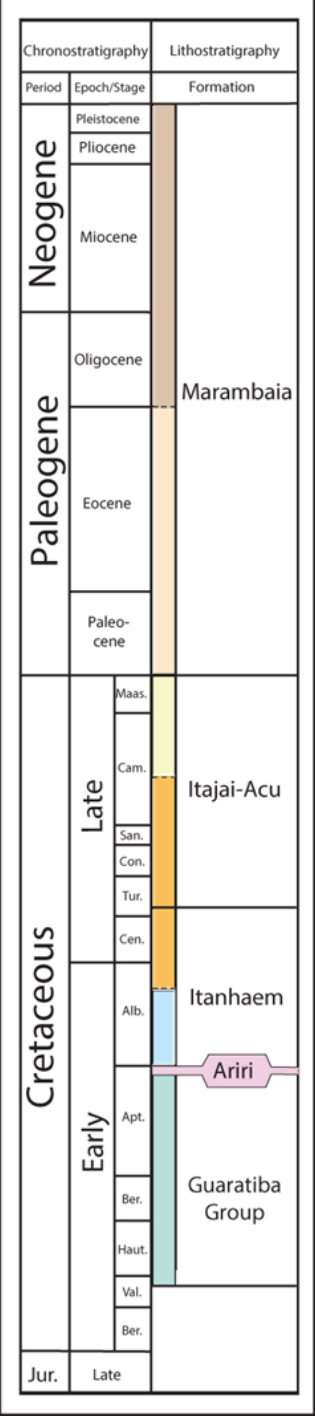 Chronostratigraphy Lithostratigraphy
Period Epoch/Stage Formation
Neogene
Pleistocene
Pliocene
Miocene
Paleogene
Oligocene
Eocene
Paleo-
cene
Marambaia
Cretaceous
Late
Maas.
Cam.
San.
Con.
Tur.
Cen.
Itajai-Acu
Early
Alb.
Apt.
Ber.
Haut.
Val.
Ber.
Itanhaem
Ariri
Guaratiba
Group
Jur. Late